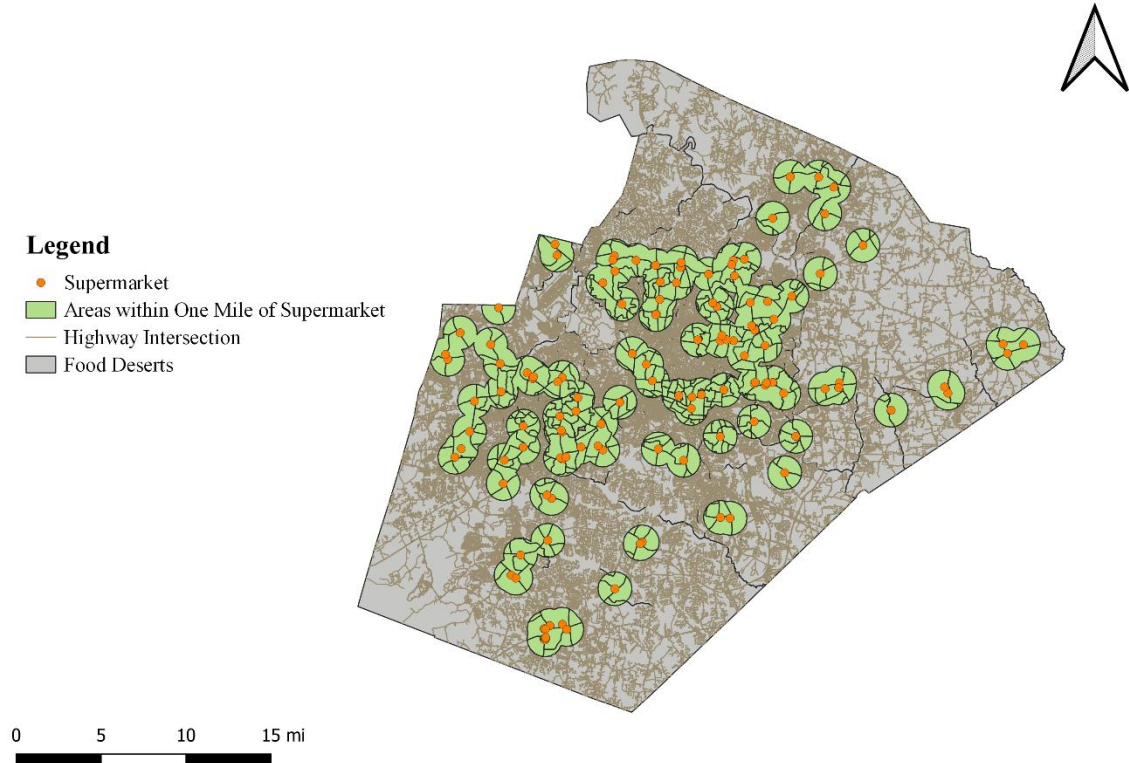 Legend
Supermarket
Areas within One Mile of Supermarket
Highway Intersection
Food Deserts
0 5 10 15 mi